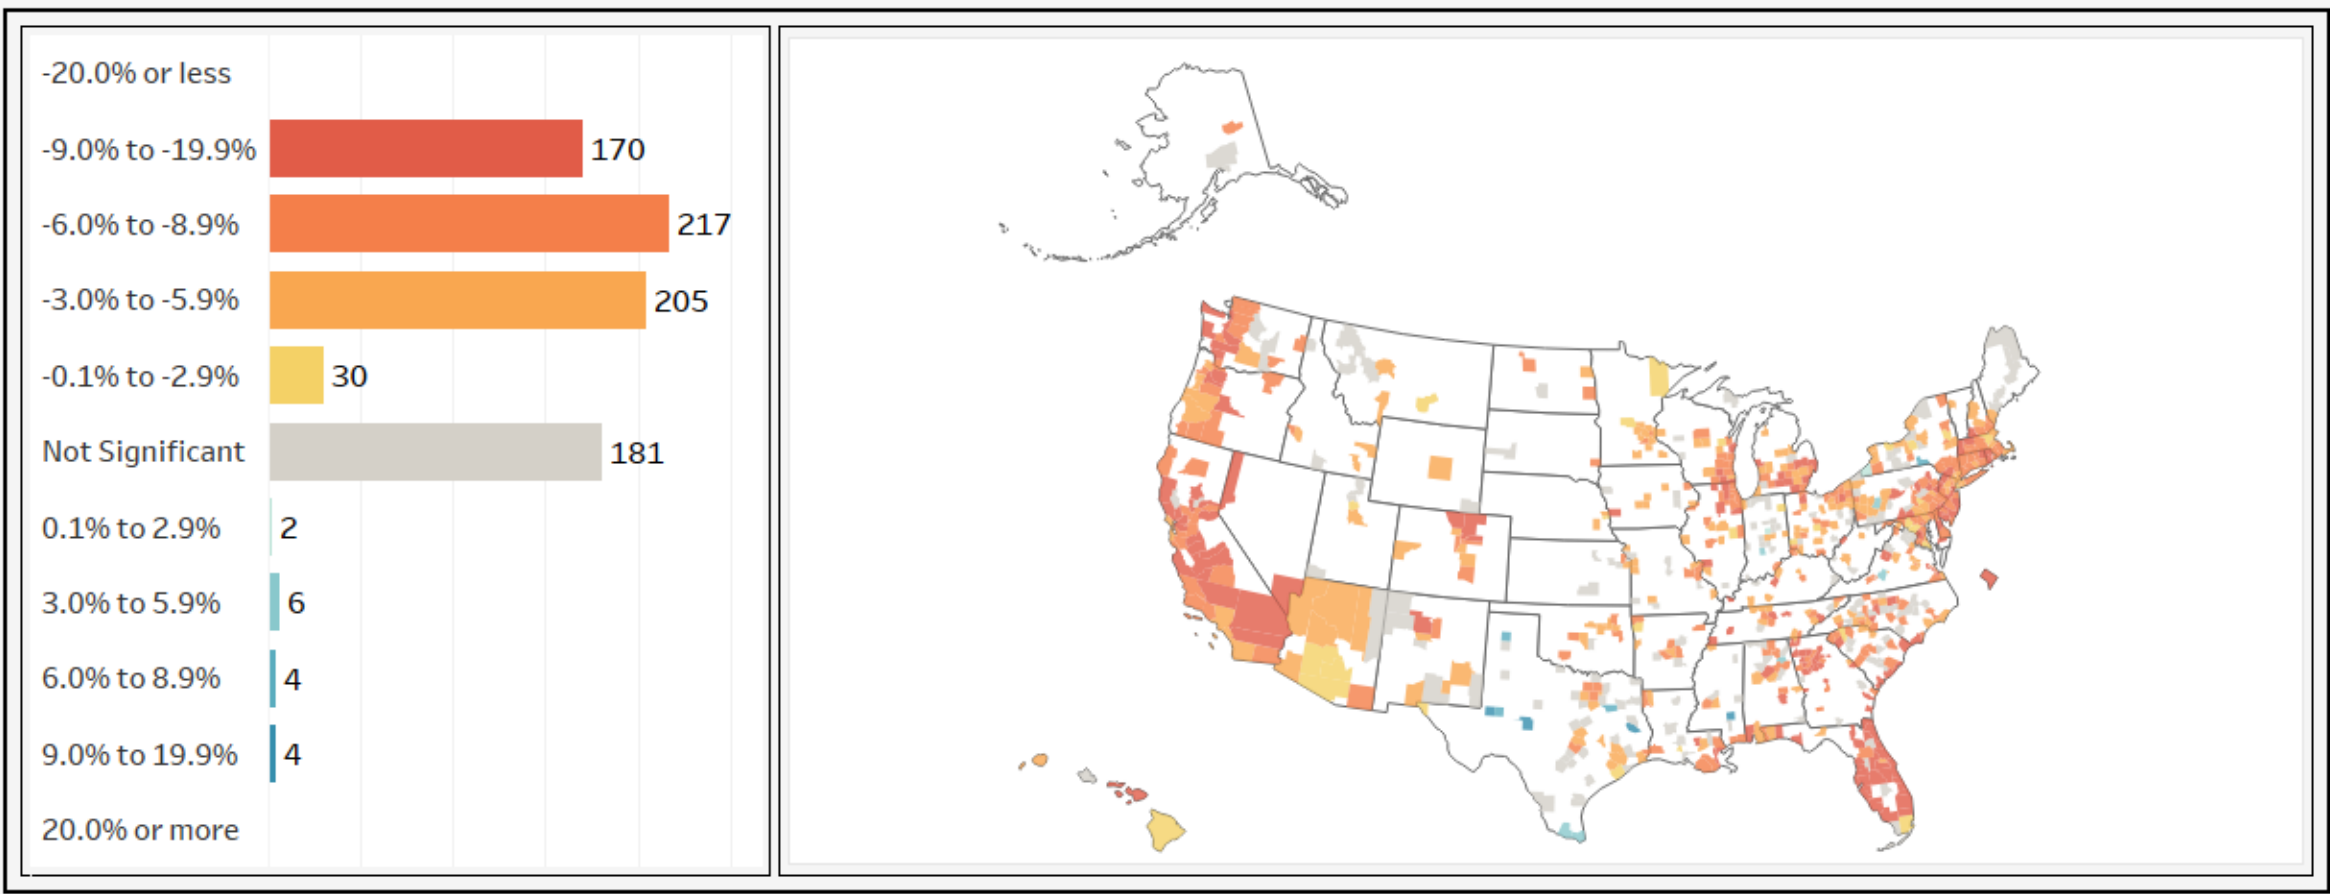 -20.0% or less
-9.0% to -19.9% 170
-6.0% to -8.9% 217
-3.0% to -5.9% 205
-0.1% to -2.9% 30
Not Significant 181
0.1% to 2.9% 2
3.0% to 5.9% 6
6.0% to 8.9% 4
9.0% to 19.9% 4
20.0% or more